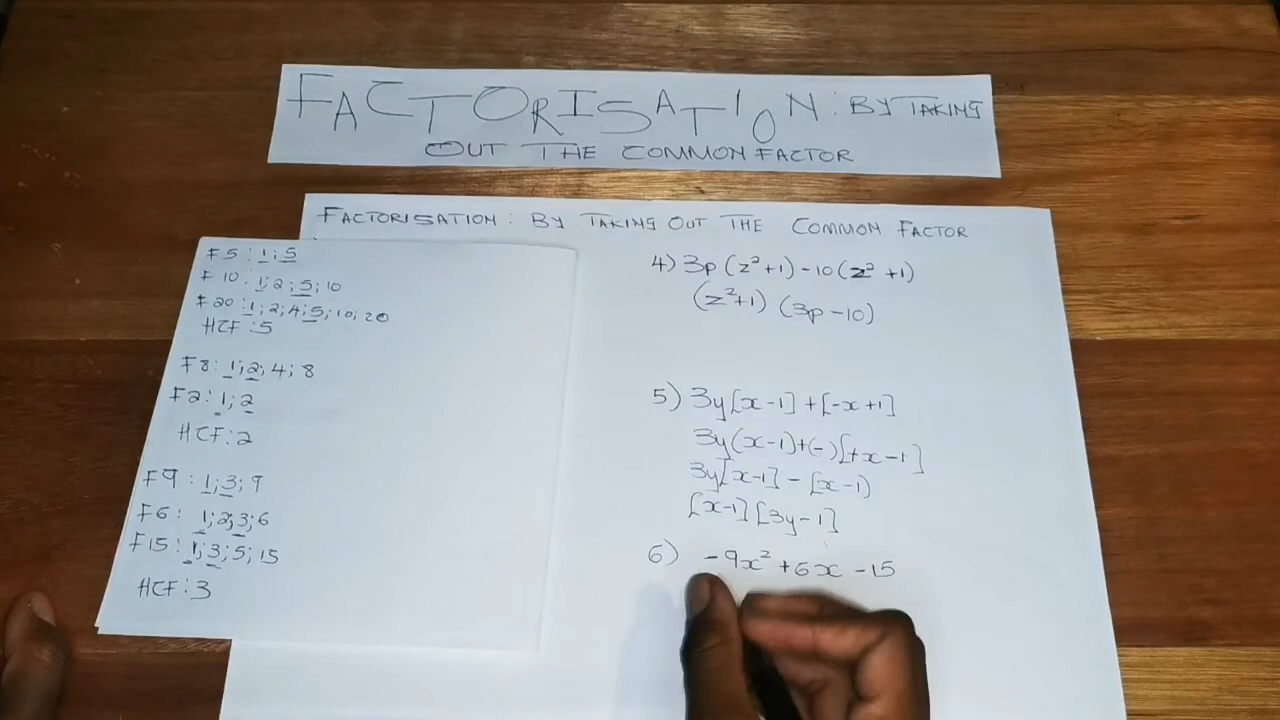 FACTORISATION: BY TAKING
OUT THE COMMON FACTOR
FACTORISATION: BY TAKING OUT THE COMMON FACTOR
F5: 1; 5
F10: 1; 2; 5; 10
F20: 1; 2; 4; 5; 10; 20
HCF: 5
F8: 1; 2; 4; 8
F2: 1; 2
HCF: 2
F9: 1; 3; 9
F6: 1; 2; 3; 6
F15: 1; 3; 5; 15
HCF: 3
4) 3p(z²+1)-10(z²+1)
(z²+1)(3p-10)
5) 3y[x-1]+[-x+1]
3y(x-1)+(-)[+x-1]
3y[x-1]-[x-1)
[x-1][3y-1]
6) -9x²+6x-15